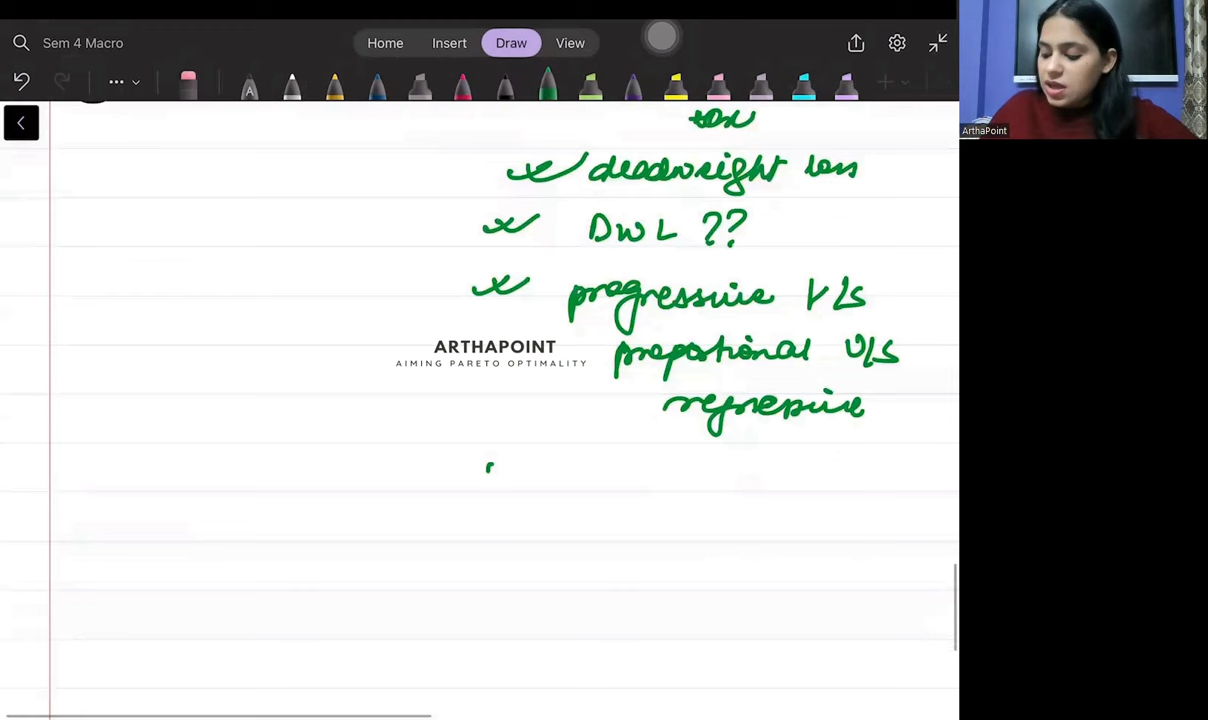 Sem 4 Macro
Home Insert Draw View
A
tax
deadweight loss
DWL ??
progressive V/s
ARTHAPOINT
AIMING PARETO OPTIMALITY
proportional V/s
regressive
ArthaPoint